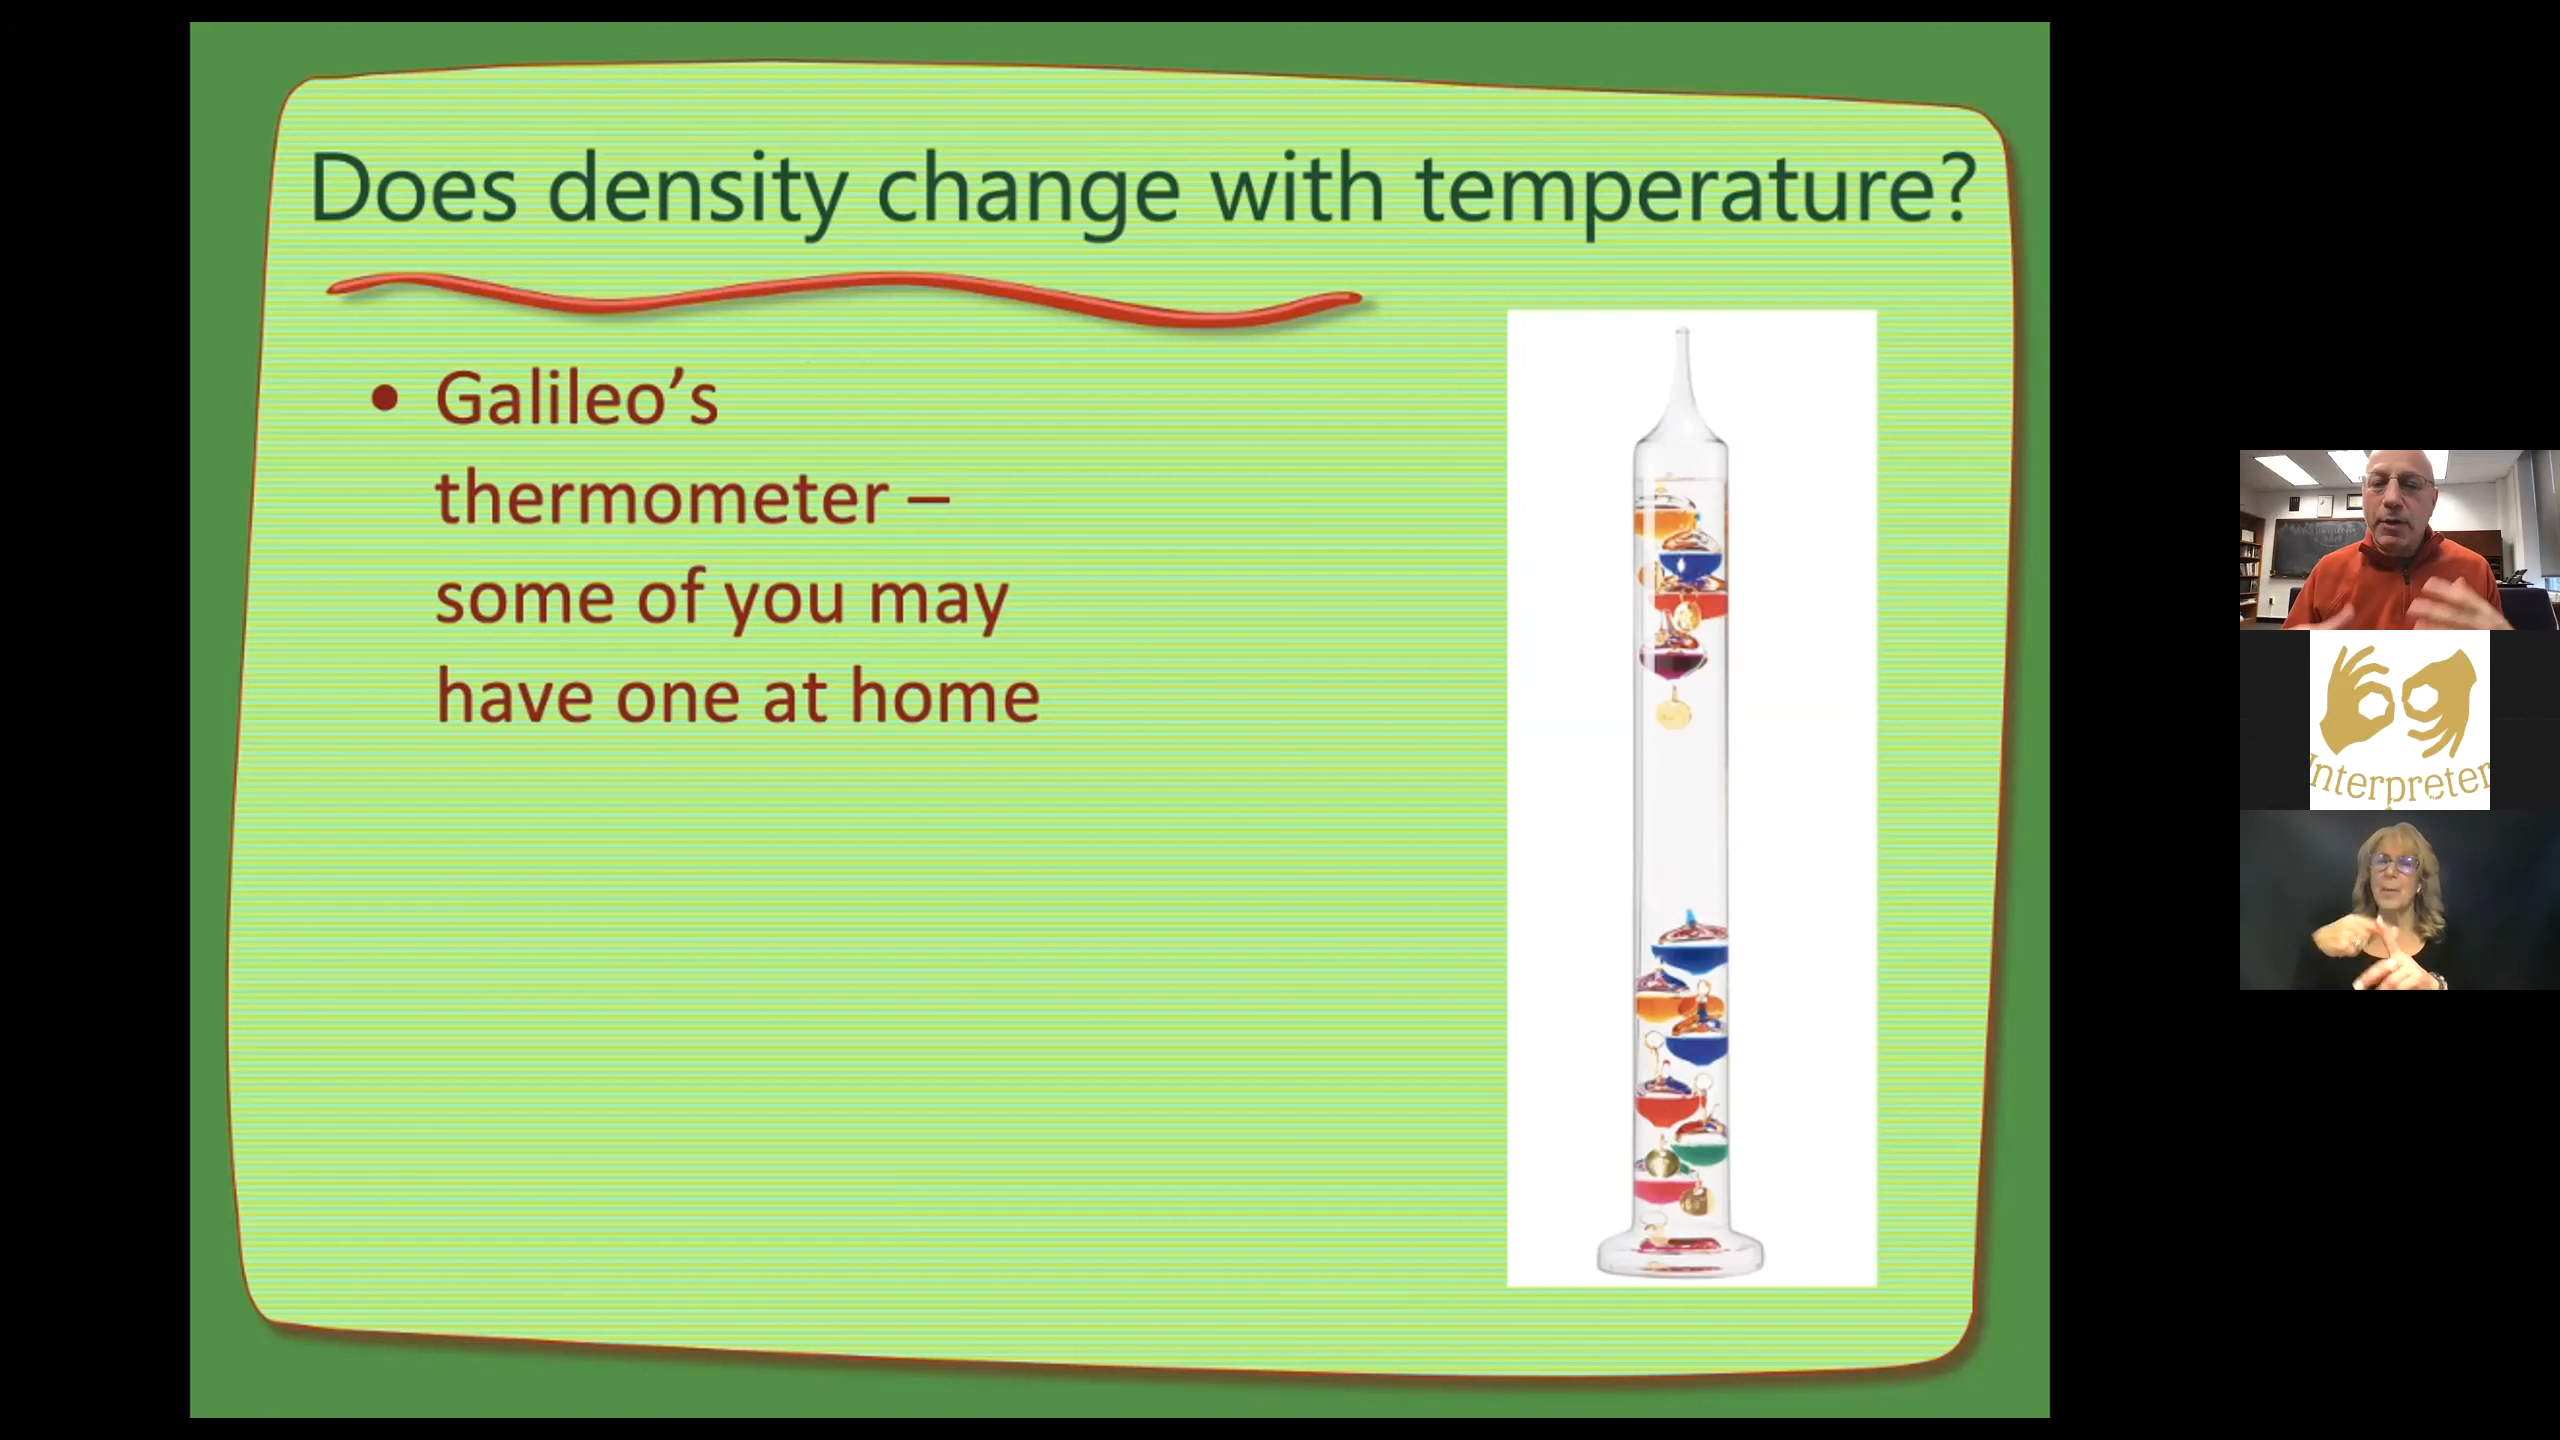 Does density change with temperature?
• Galileo’s
thermometer –
some of you may
have one at home
Interpreter